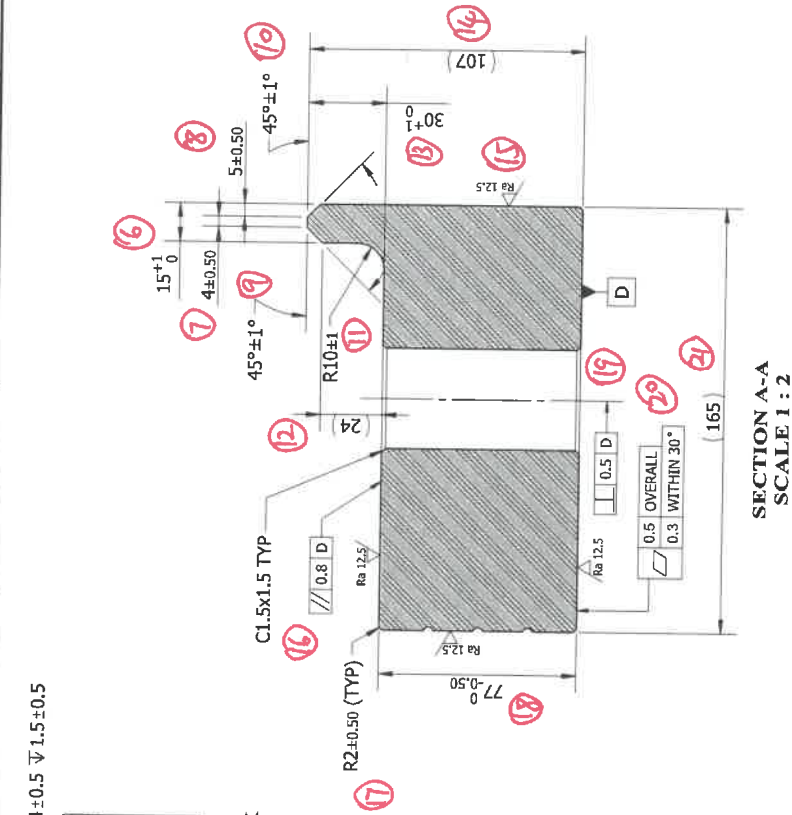 14
10
(107)
45°±1°
8
5±0.50
30 +1 0
13
15
Ra 12.5
6
15 +1 0
4±0.50
9
7
45°±1°
R10±1
11
D
12
(24)
19
20
21
C1.5x1.5 TYP
⟂ 0.5 D
(165)
// 0.8 D
Ra 12.5
16
Ra 12.5
⏥ 0.5 OVERALL
0.3 WITHIN 30°
R2±0.50 (TYP)
Ra 12.5
77 0 -0.50
18
17
±0.5 ↧1.5±0.5
SECTION A-A
SCALE 1 : 2